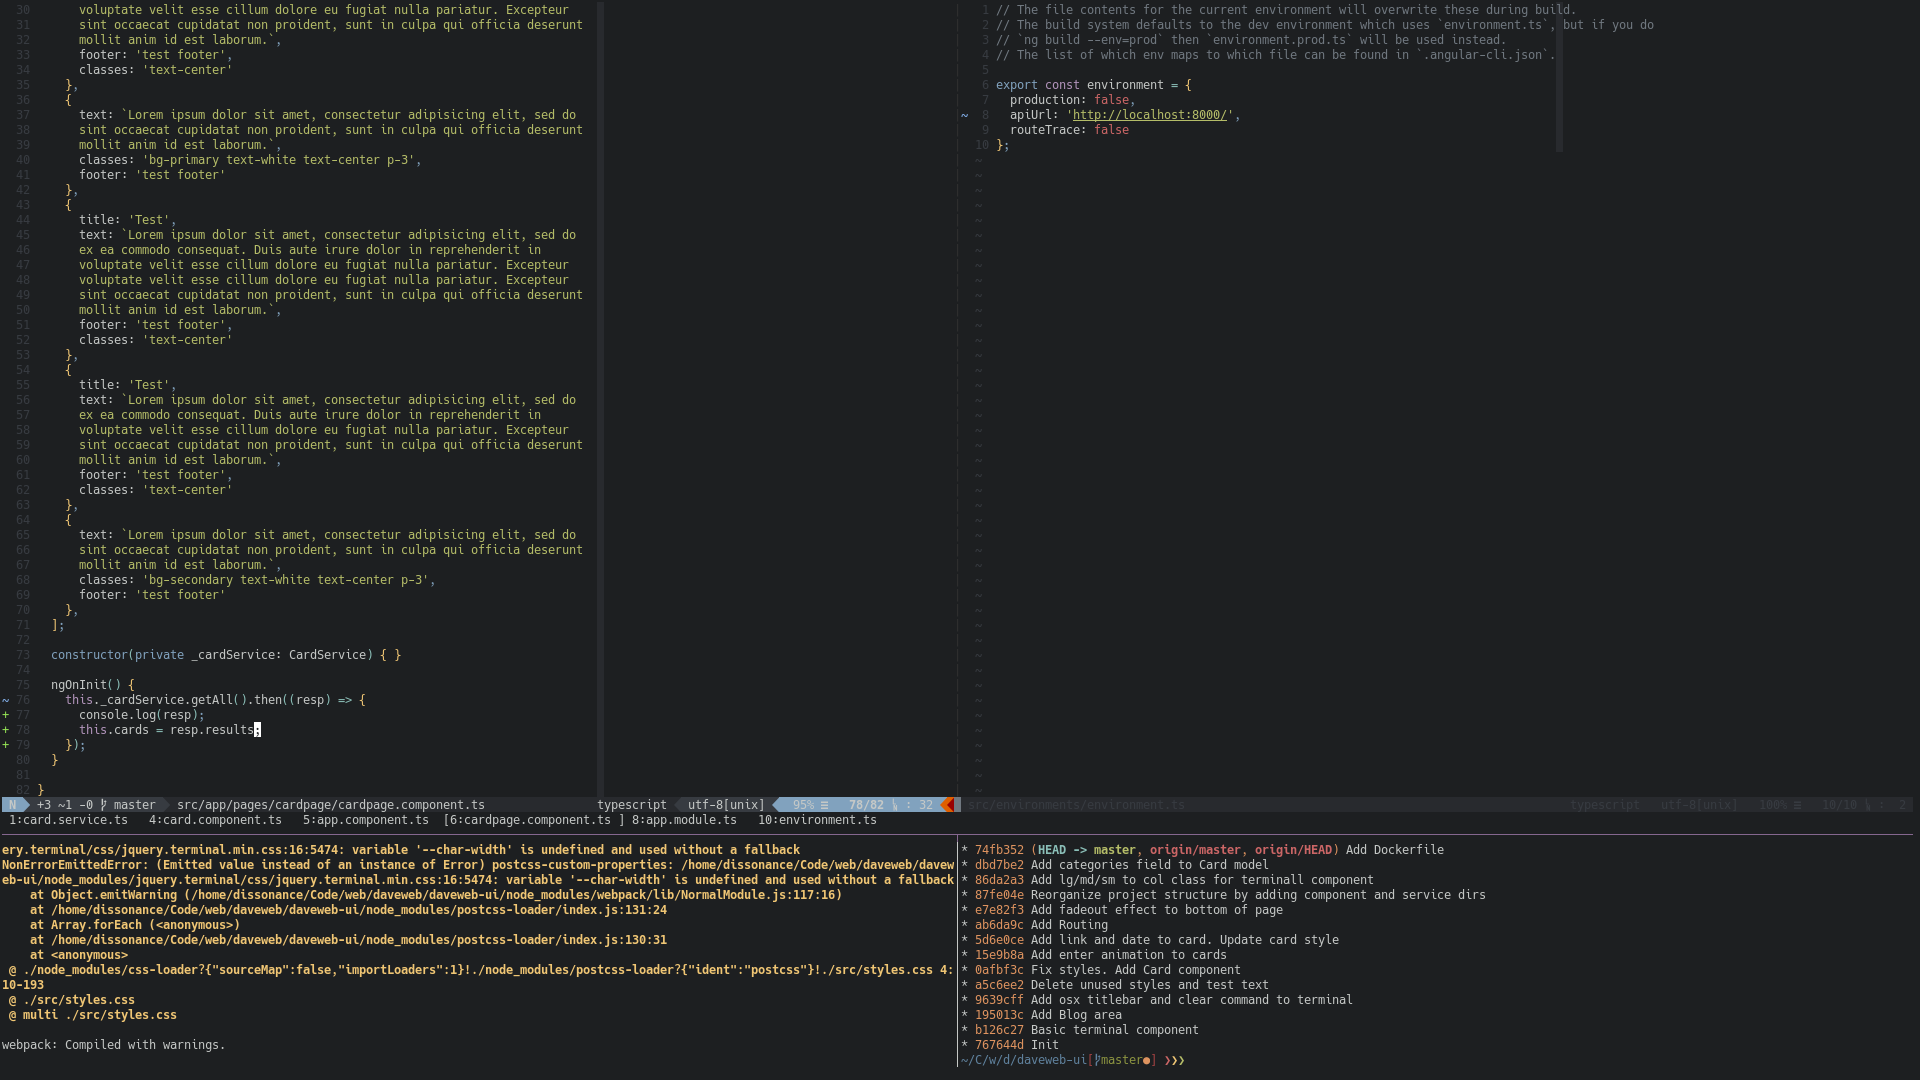 30 voluptate velit esse cillum dolore eu fugiat nulla pariatur. Excepteur
31 sint occaecat cupidatat non proident, sunt in culpa qui officia deserunt
32 mollit anim id est laborum.`,
33 footer: 'test footer',
34 classes: 'text-center'
35 },
36 {
37 text: `Lorem ipsum dolor sit amet, consectetur adipisicing elit, sed do
38 sint occaecat cupidatat non proident, sunt in culpa qui officia deserunt
39 mollit anim id est laborum.`,
40 classes: 'bg-primary text-white text-center p-3',
41 footer: 'test footer'
42 },
43 {
44 title: 'Test',
45 text: `Lorem ipsum dolor sit amet, consectetur adipisicing elit, sed do
46 ex ea commodo consequat. Duis aute irure dolor in reprehenderit in
47 voluptate velit esse cillum dolore eu fugiat nulla pariatur. Excepteur
48 voluptate velit esse cillum dolore eu fugiat nulla pariatur. Excepteur
49 sint occaecat cupidatat non proident, sunt in culpa qui officia deserunt
50 mollit anim id est laborum.`,
51 footer: 'test footer',
52 classes: 'text-center'
53 },
54 {
55 title: 'Test',
56 text: `Lorem ipsum dolor sit amet, consectetur adipisicing elit, sed do
57 ex ea commodo consequat. Duis aute irure dolor in reprehenderit in
58 voluptate velit esse cillum dolore eu fugiat nulla pariatur. Excepteur
59 sint occaecat cupidatat non proident, sunt in culpa qui officia deserunt
60 mollit anim id est laborum.`,
61 footer: 'test footer',
62 classes: 'text-center'
63 },
64 {
65 text: `Lorem ipsum dolor sit amet, consectetur adipisicing elit, sed do
66 sint occaecat cupidatat non proident, sunt in culpa qui officia deserunt
67 mollit anim id est laborum.`,
68 classes: 'bg-secondary text-white text-center p-3',
69 footer: 'test footer'
70 },
71 ];
72
73 constructor(private _cardService: CardService) { }
74
75 ngOnInit() {
~ 76 this._cardService.getAll().then((resp) => {
+ 77 console.log(resp);
+ 78 this.cards = resp.results;
+ 79 });
80 }
81
82 }
N +3 ~1 -0 master src/app/pages/cardpage/cardpage.component.ts typescript utf-8[unix] 95% ≡ 78/82 : 32
1 // The file contents for the current environment will overwrite these during build.
2 // The build system defaults to the dev environment which uses `environment.ts`, but if you do
3 // `ng build --env=prod` then `environment.prod.ts` will be used instead.
4 // The list of which env maps to which file can be found in `.angular-cli.json`.
5
6 export const environment = {
7 production: false,
~ 8 apiUrl: 'http://localhost:8000/',
9 routeTrace: false
10 };
src/environments/environment.ts typescript utf-8[unix] 100% ≡ 10/10 : 2
1:card.service.ts 4:card.component.ts 5:app.component.ts [6:cardpage.component.ts ] 8:app.module.ts 10:environment.ts
ery.terminal/css/jquery.terminal.min.css:16:5474: variable '--char-width' is undefined and used without a fallback
NonErrorEmittedError: (Emitted value instead of an instance of Error) postcss-custom-properties: /home/dissonance/Code/web/daveweb/davew
eb-ui/node_modules/jquery.terminal/css/jquery.terminal.min.css:16:5474: variable '--char-width' is undefined and used without a fallback
at Object.emitWarning (/home/dissonance/Code/web/daveweb/daveweb-ui/node_modules/webpack/lib/NormalModule.js:117:16)
at /home/dissonance/Code/web/daveweb/daveweb-ui/node_modules/postcss-loader/index.js:131:24
at Array.forEach (<anonymous>)
at /home/dissonance/Code/web/daveweb/daveweb-ui/node_modules/postcss-loader/index.js:130:31
at <anonymous>
@ ./node_modules/css-loader?{"sourceMap":false,"importLoaders":1}!./node_modules/postcss-loader?{"ident":"postcss"}!./src/styles.css 4:
10-193
@ ./src/styles.css
@ multi ./src/styles.css
webpack: Compiled with warnings.
* 74fb352 (HEAD -> master, origin/master, origin/HEAD) Add Dockerfile
* dbd7be2 Add categories field to Card model
* 86da2a3 Add lg/md/sm to col class for terminall component
* 87fe04e Reorganize project structure by adding component and service dirs
* e7e82f3 Add fadeout effect to bottom of page
* ab6da9c Add Routing
* 5d6e0ce Add link and date to card. Update card style
* 15e9b8a Add enter animation to cards
* 0afbf3c Fix styles. Add Card component
* a5c6ee2 Delete unused styles and test text
* 9639cff Add osx titlebar and clear command to terminal
* 195013c Add Blog area
* b126c27 Basic terminal component
* 767644d Init
~/C/w/d/daveweb-ui[master●] ❯❯❯